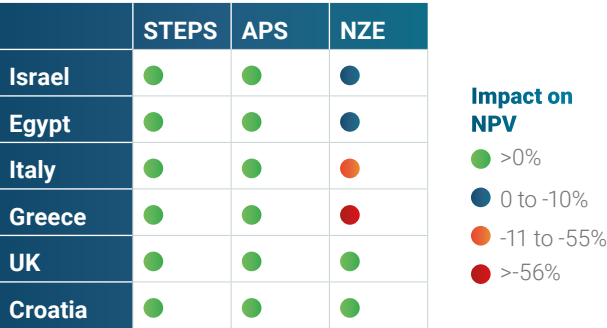 STEPS APS NZE
Israel
Egypt
Italy
Greece
UK
Croatia
Impact on
NPV
>0%
0 to -10%
-11 to -55%
>-56%